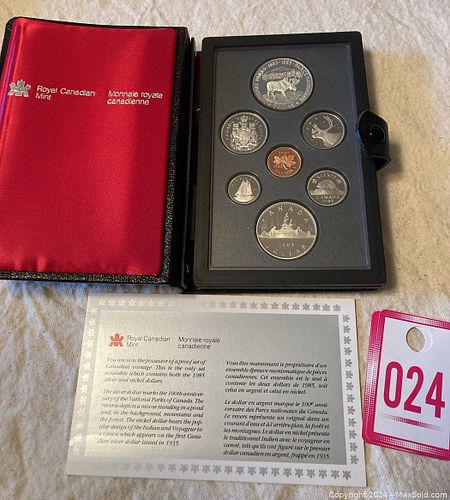 Royal Canadian Mint
Monnaie royale canadienne
PARKS 1885-1985 PARCS
CANADA
CANADA
1985
CANADA
1985
DOLLAR
Royal Canadian Mint
Monnaie royale canadienne
You are now the possessor of a proof set of
Canadian coinage. This is the only set
available which contains both the 1985
silver and nickel dollars.
The silver dollar marks the 100th anniver-
sary of the National Parks of Canada. The
reverse depicts a moose standing in a pond
and, in the background, mountains and
the forest. The nickel dollar bears the pop-
ular design of the Indian and Voyageur in
a canoe which appears on the first Cana-
dian silver dollar issued in 1935.
Vous êtes maintenant le propriétaire d'un
ensemble épreuve numismatique de pièces
canadiennes. Cet ensemble est le seul à
contenir les deux dollars de 1985, soit
celui en argent et celui en nickel.
Le dollar en argent marque le 100e anni-
versaire des Parcs nationaux du Canada.
Le revers représente un orignal dans un
cours d'eau et à l'arrière-plan, la forêt et
les montagnes. Le dollar en nickel présente
le traditionnel Indien avec le voyageur en
canoë, tels qu'ils ont figuré sur le premier
dollar canadien en argent, frappé en 1935.
024
Copyright 2024 - MaxSold.com